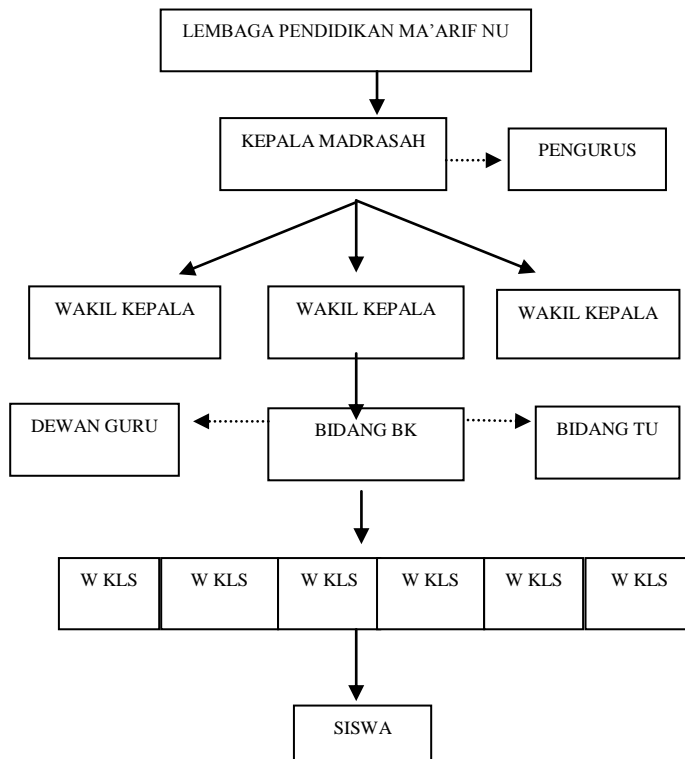 LEMBAGA PENDIDIKAN MA’ARIF NU
KEPALA MADRASAH
PENGURUS
WAKIL KEPALA
WAKIL KEPALA
WAKIL KEPALA
DEWAN GURU
BIDANG BK
BIDANG TU
W KLS
W KLS
W KLS
W KLS
W KLS
W KLS
SISWA